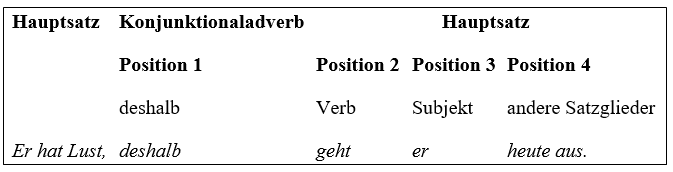 Hauptsatz Konjunktionaladverb Hauptsatz
Position 1 Position 2 Position 3 Position 4
deshalb Verb Subjekt andere Satzglieder
Er hat Lust, deshalb geht er heute aus.